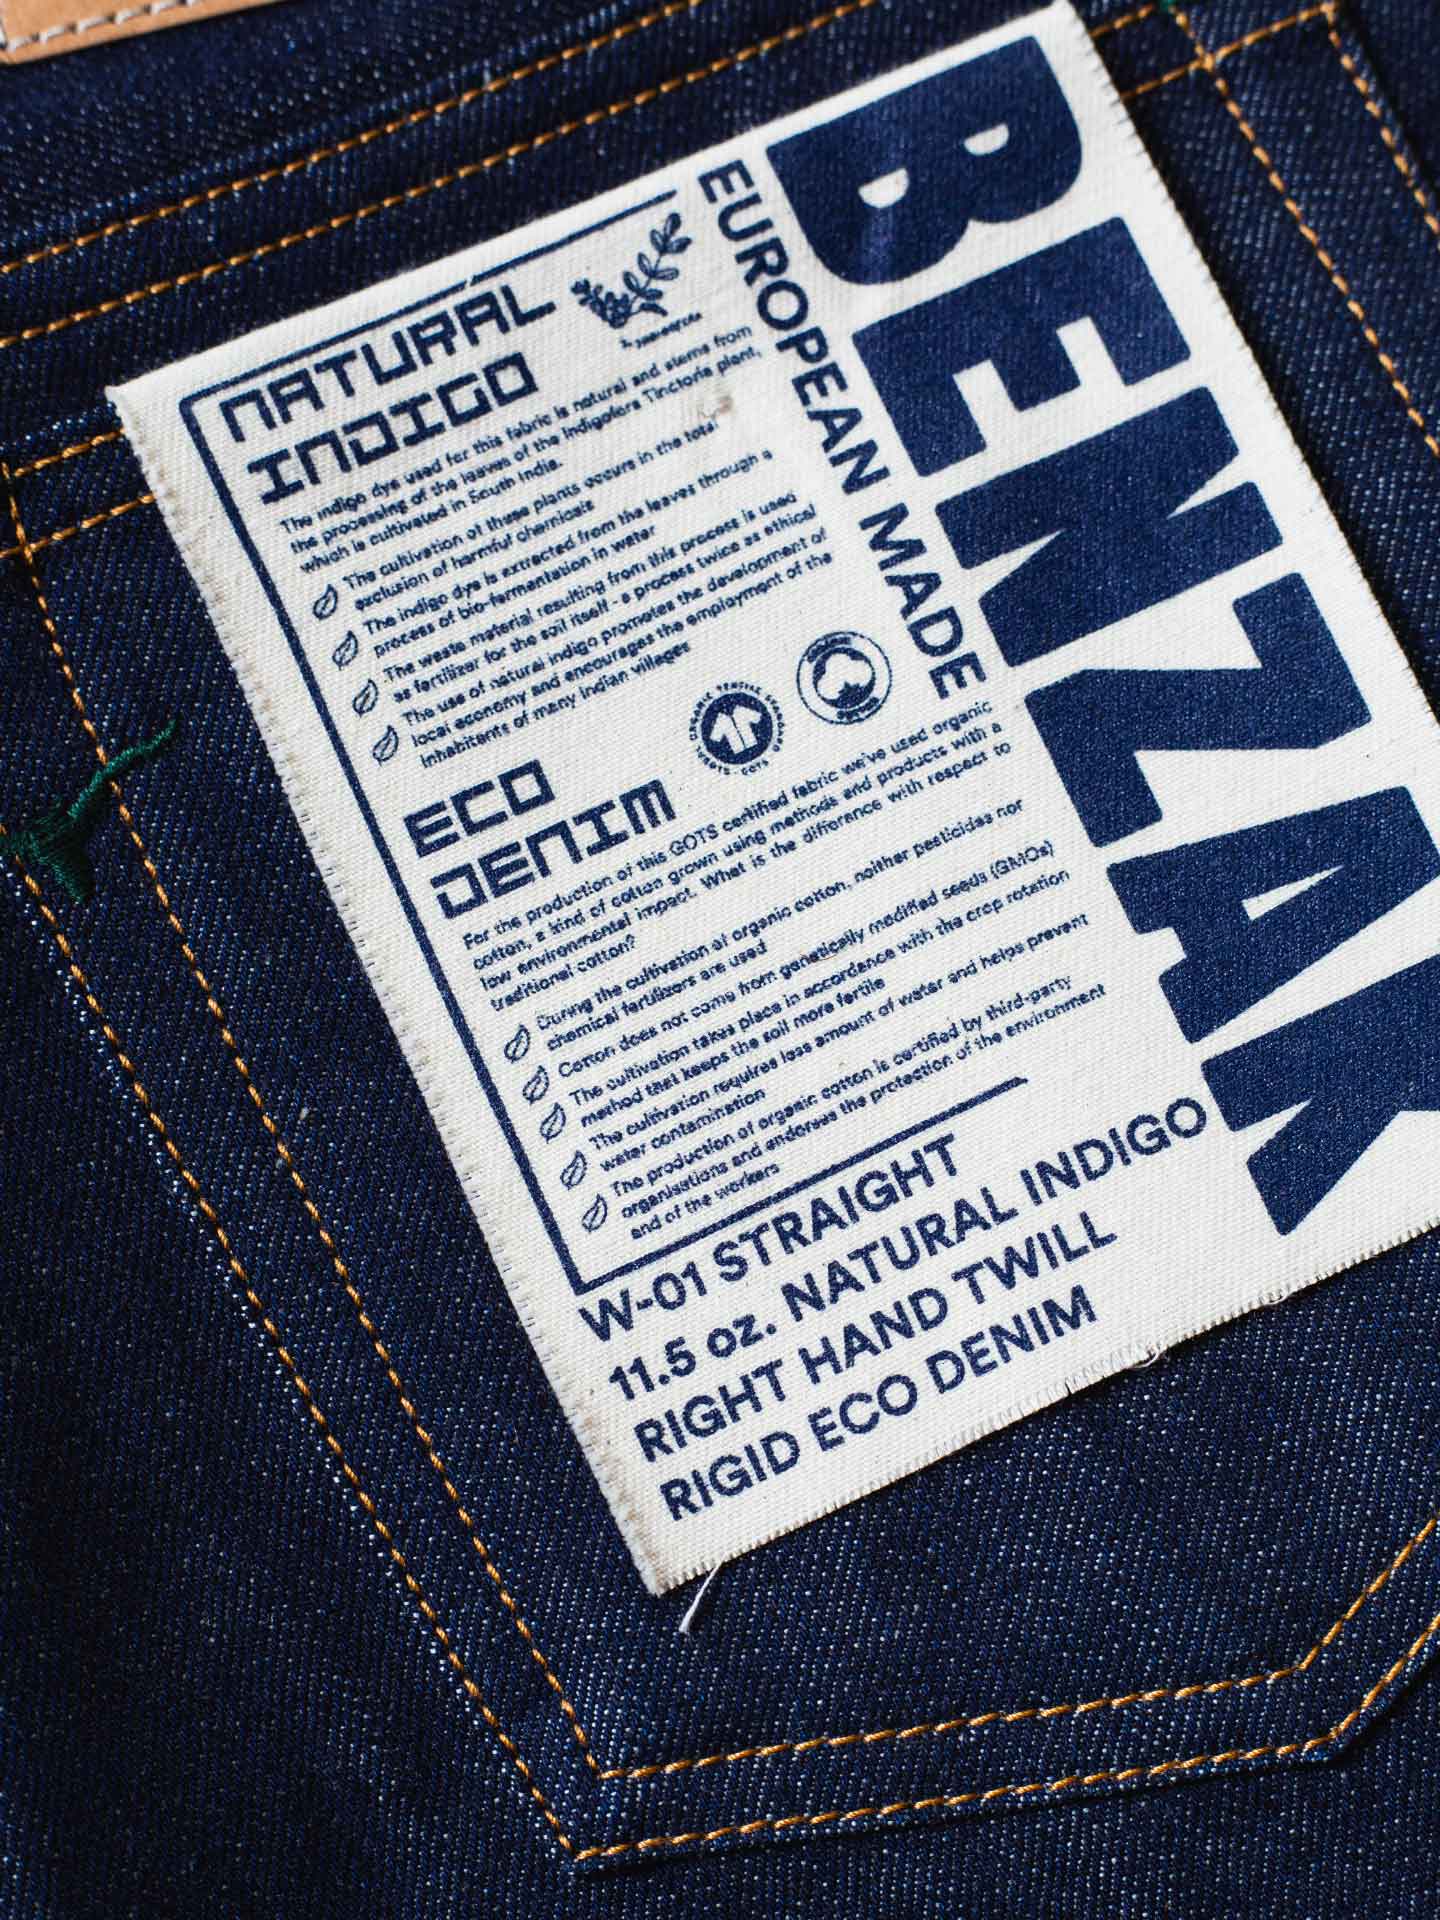 BENZAK
EUROPEAN MADE
NATURAL
INDIGO
The indigo dye used for this fabric is natural and stems from
the processing of the leaves of the Indigofera Tinctoria plant,
which is cultivated in South India.
The cultivation of these plants occurs in the total
exclusion of harmful chemicals
The indigo dye is extracted from the leaves through a
process of bio-fermentation in water
The waste material resulting from this process is used
as fertilizer for the soil itself - a process twice as ethical
The use of natural indigo promotes the development of
local economy and encourages the employment of the
inhabitants of many Indian villages
ECO
DENIM
For the production of this GOTS certified fabric we've used organic
cotton, a kind of cotton grown using methods and products with a
low environmental impact. What is the difference with respect to
traditional cotton?
During the cultivation of organic cotton, neither pesticides nor
chemical fertilizers are used
Cotton does not come from genetically modified seeds (GMOs)
The cultivation takes place in accordance with the crop rotation
method that keeps the soil more fertile
The cultivation requires less amount of water and helps prevent
water contamination
The production of organic cotton is certified by third-party
organisations and endorses the protection of the environment
and of the workers
W-01 STRAIGHT
11.5 oz. NATURAL INDIGO
RIGHT HAND TWILL
RIGID ECO DENIM